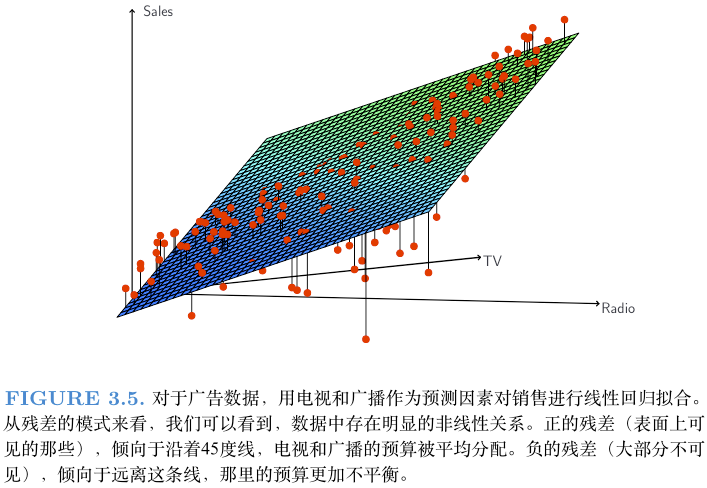 Sales
TV
Radio
FIGURE 3.5. 对于广告数据，用电视和广播作为预测因素对销售进行线性回归拟合。
从残差的模式来看，我们可以看到，数据中存在明显的非线性关系。正的残差（表面上可
见的那些），倾向于沿着45度线，电视和广播的预算被平均分配。负的残差（大部分不可
见），倾向于远离这条线，那里的预算更加不平衡。